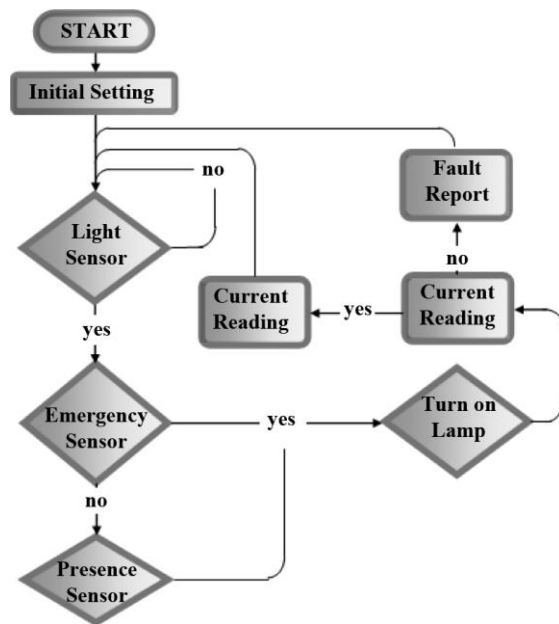 START
Initial Setting
no
Fault
Report
Light
Sensor
no
Current
Reading
yes
Current
Reading
yes
Emergency
Sensor
yes
Turn on
Lamp
no
Presence
Sensor